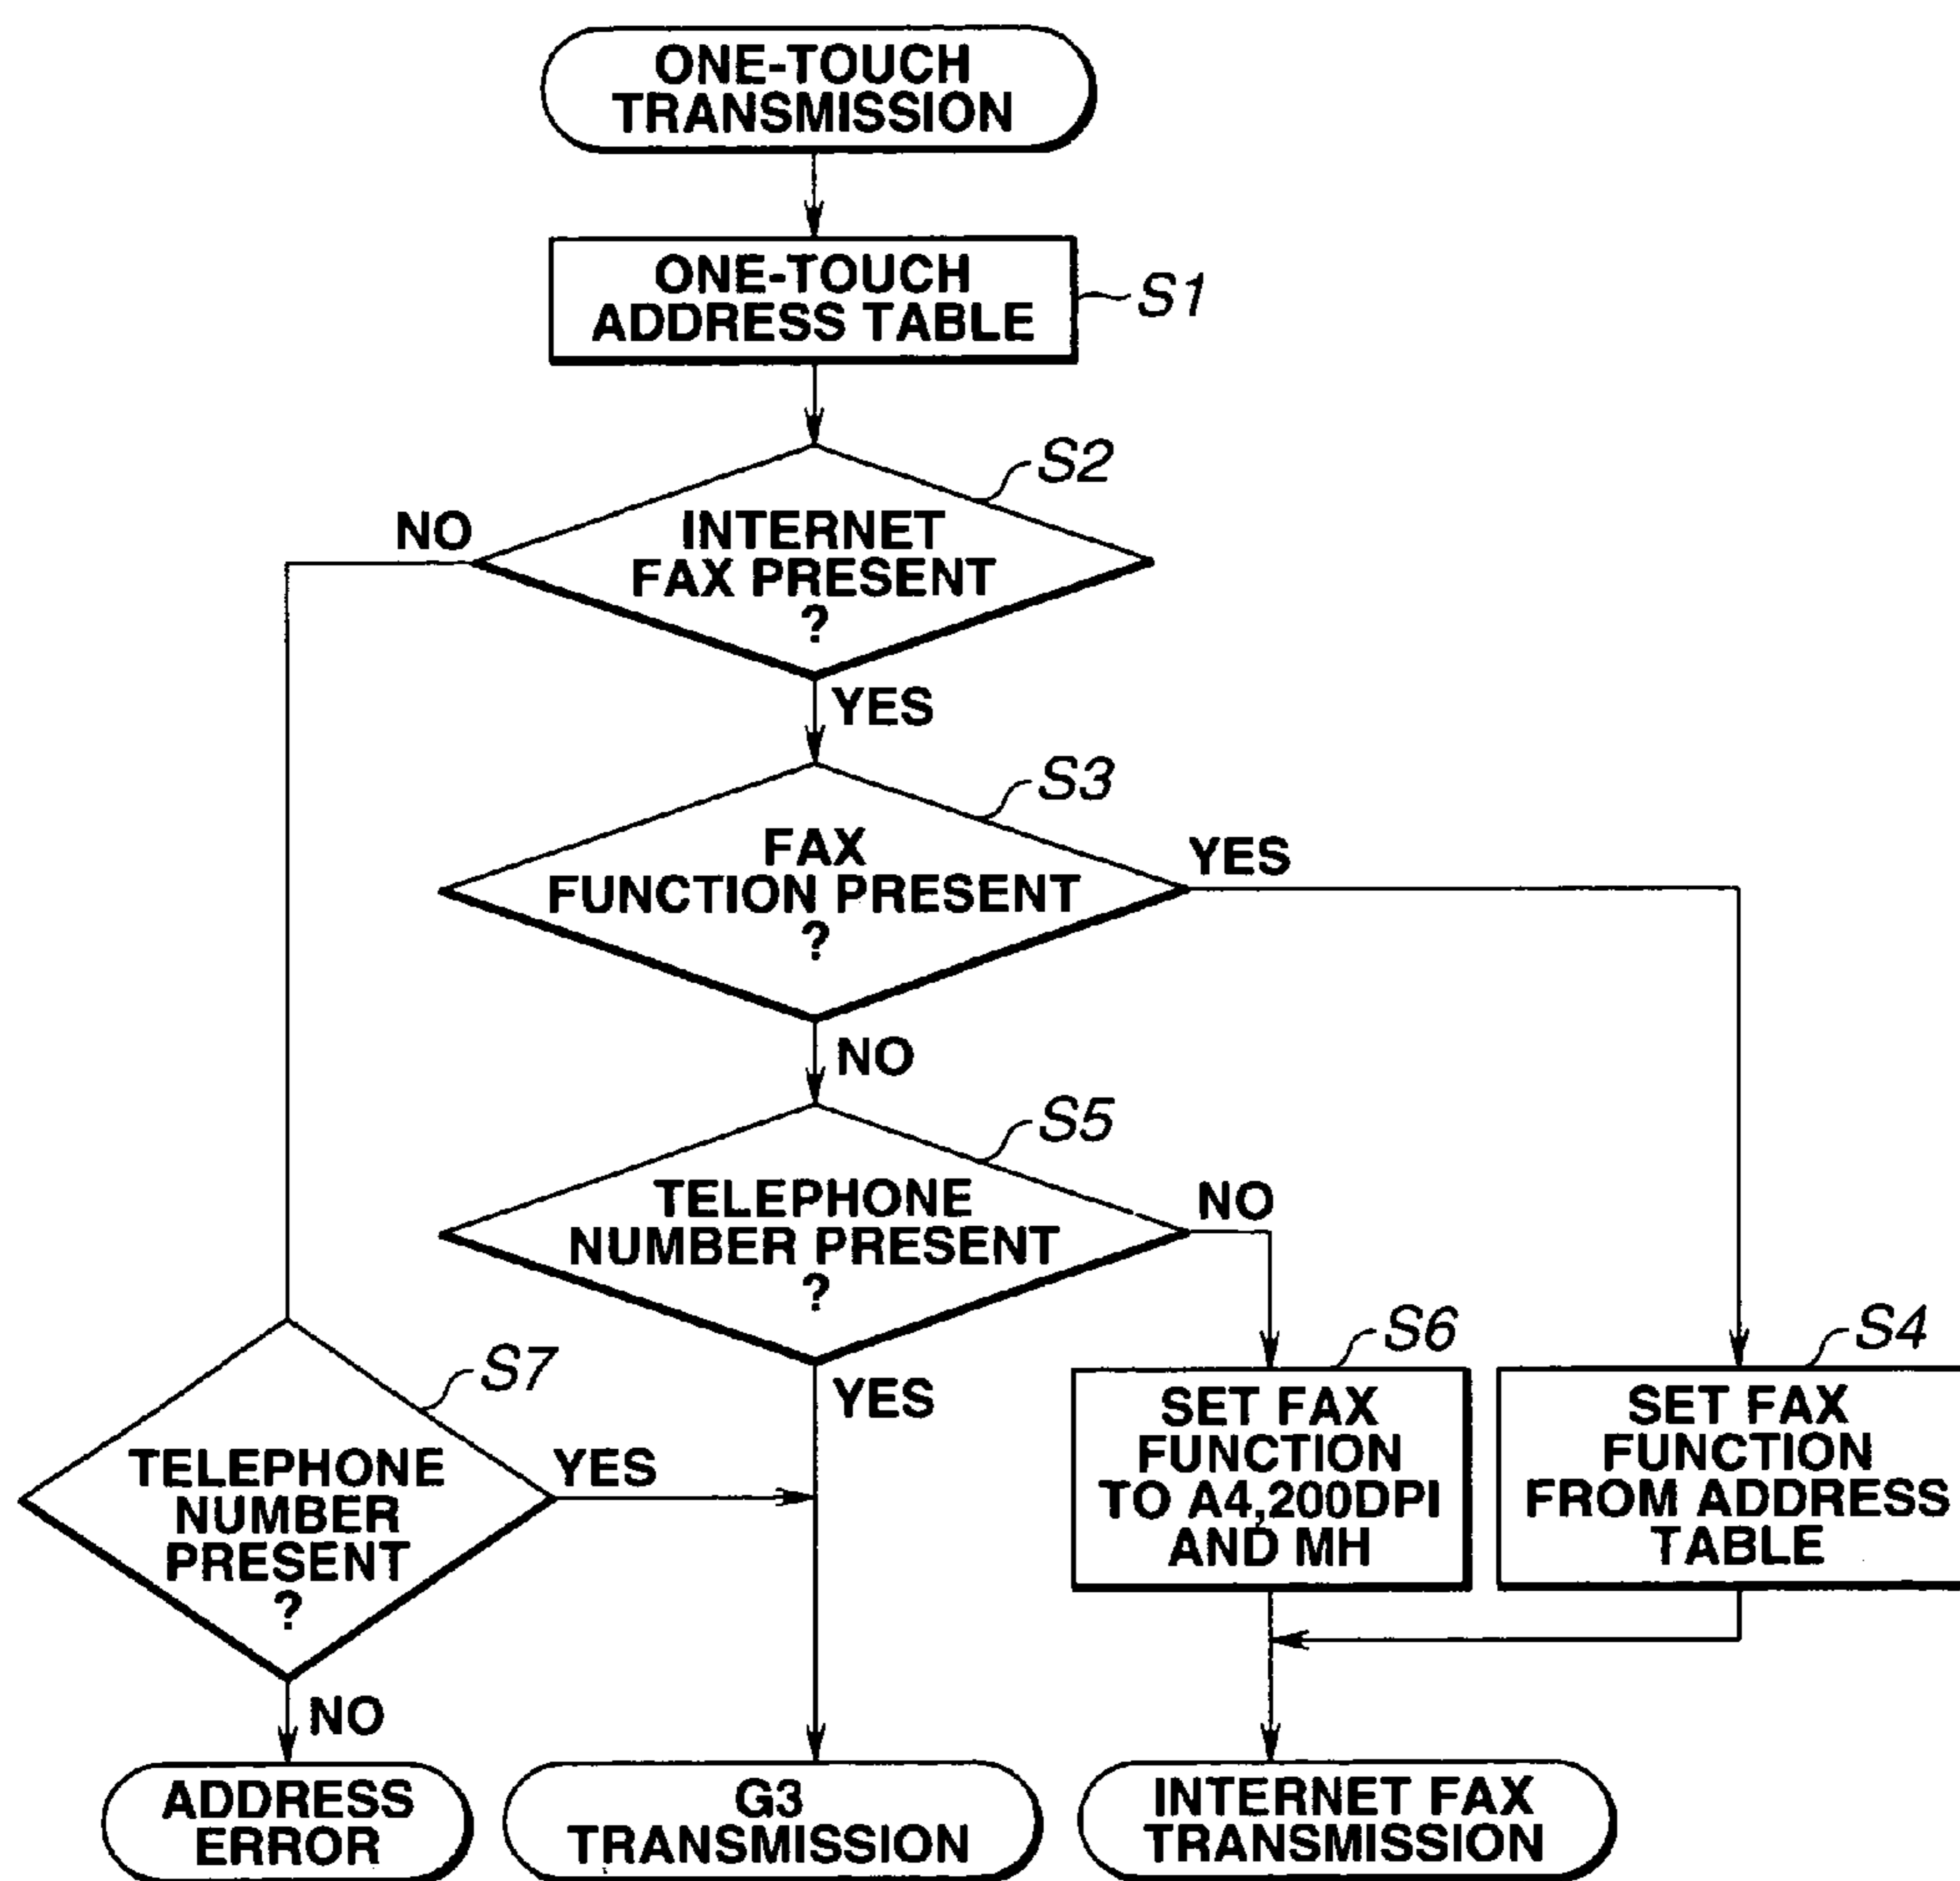 ONE-TOUCH
TRANSMISSION
ONE-TOUCH
ADDRESS TABLE
S1
S2
NO
INTERNET
FAX PRESENT
?
YES
S3
FAX
FUNCTION PRESENT
?
YES
NO
S5
TELEPHONE
NUMBER PRESENT
?
NO
YES
S7
TELEPHONE
NUMBER
PRESENT
?
YES
NO
S6
SET FAX
FUNCTION
TO A4,200DPI
AND MH
S4
SET FAX
FUNCTION
FROM ADDRESS
TABLE
ADDRESS
ERROR
G3
TRANSMISSION
INTERNET FAX
TRANSMISSION